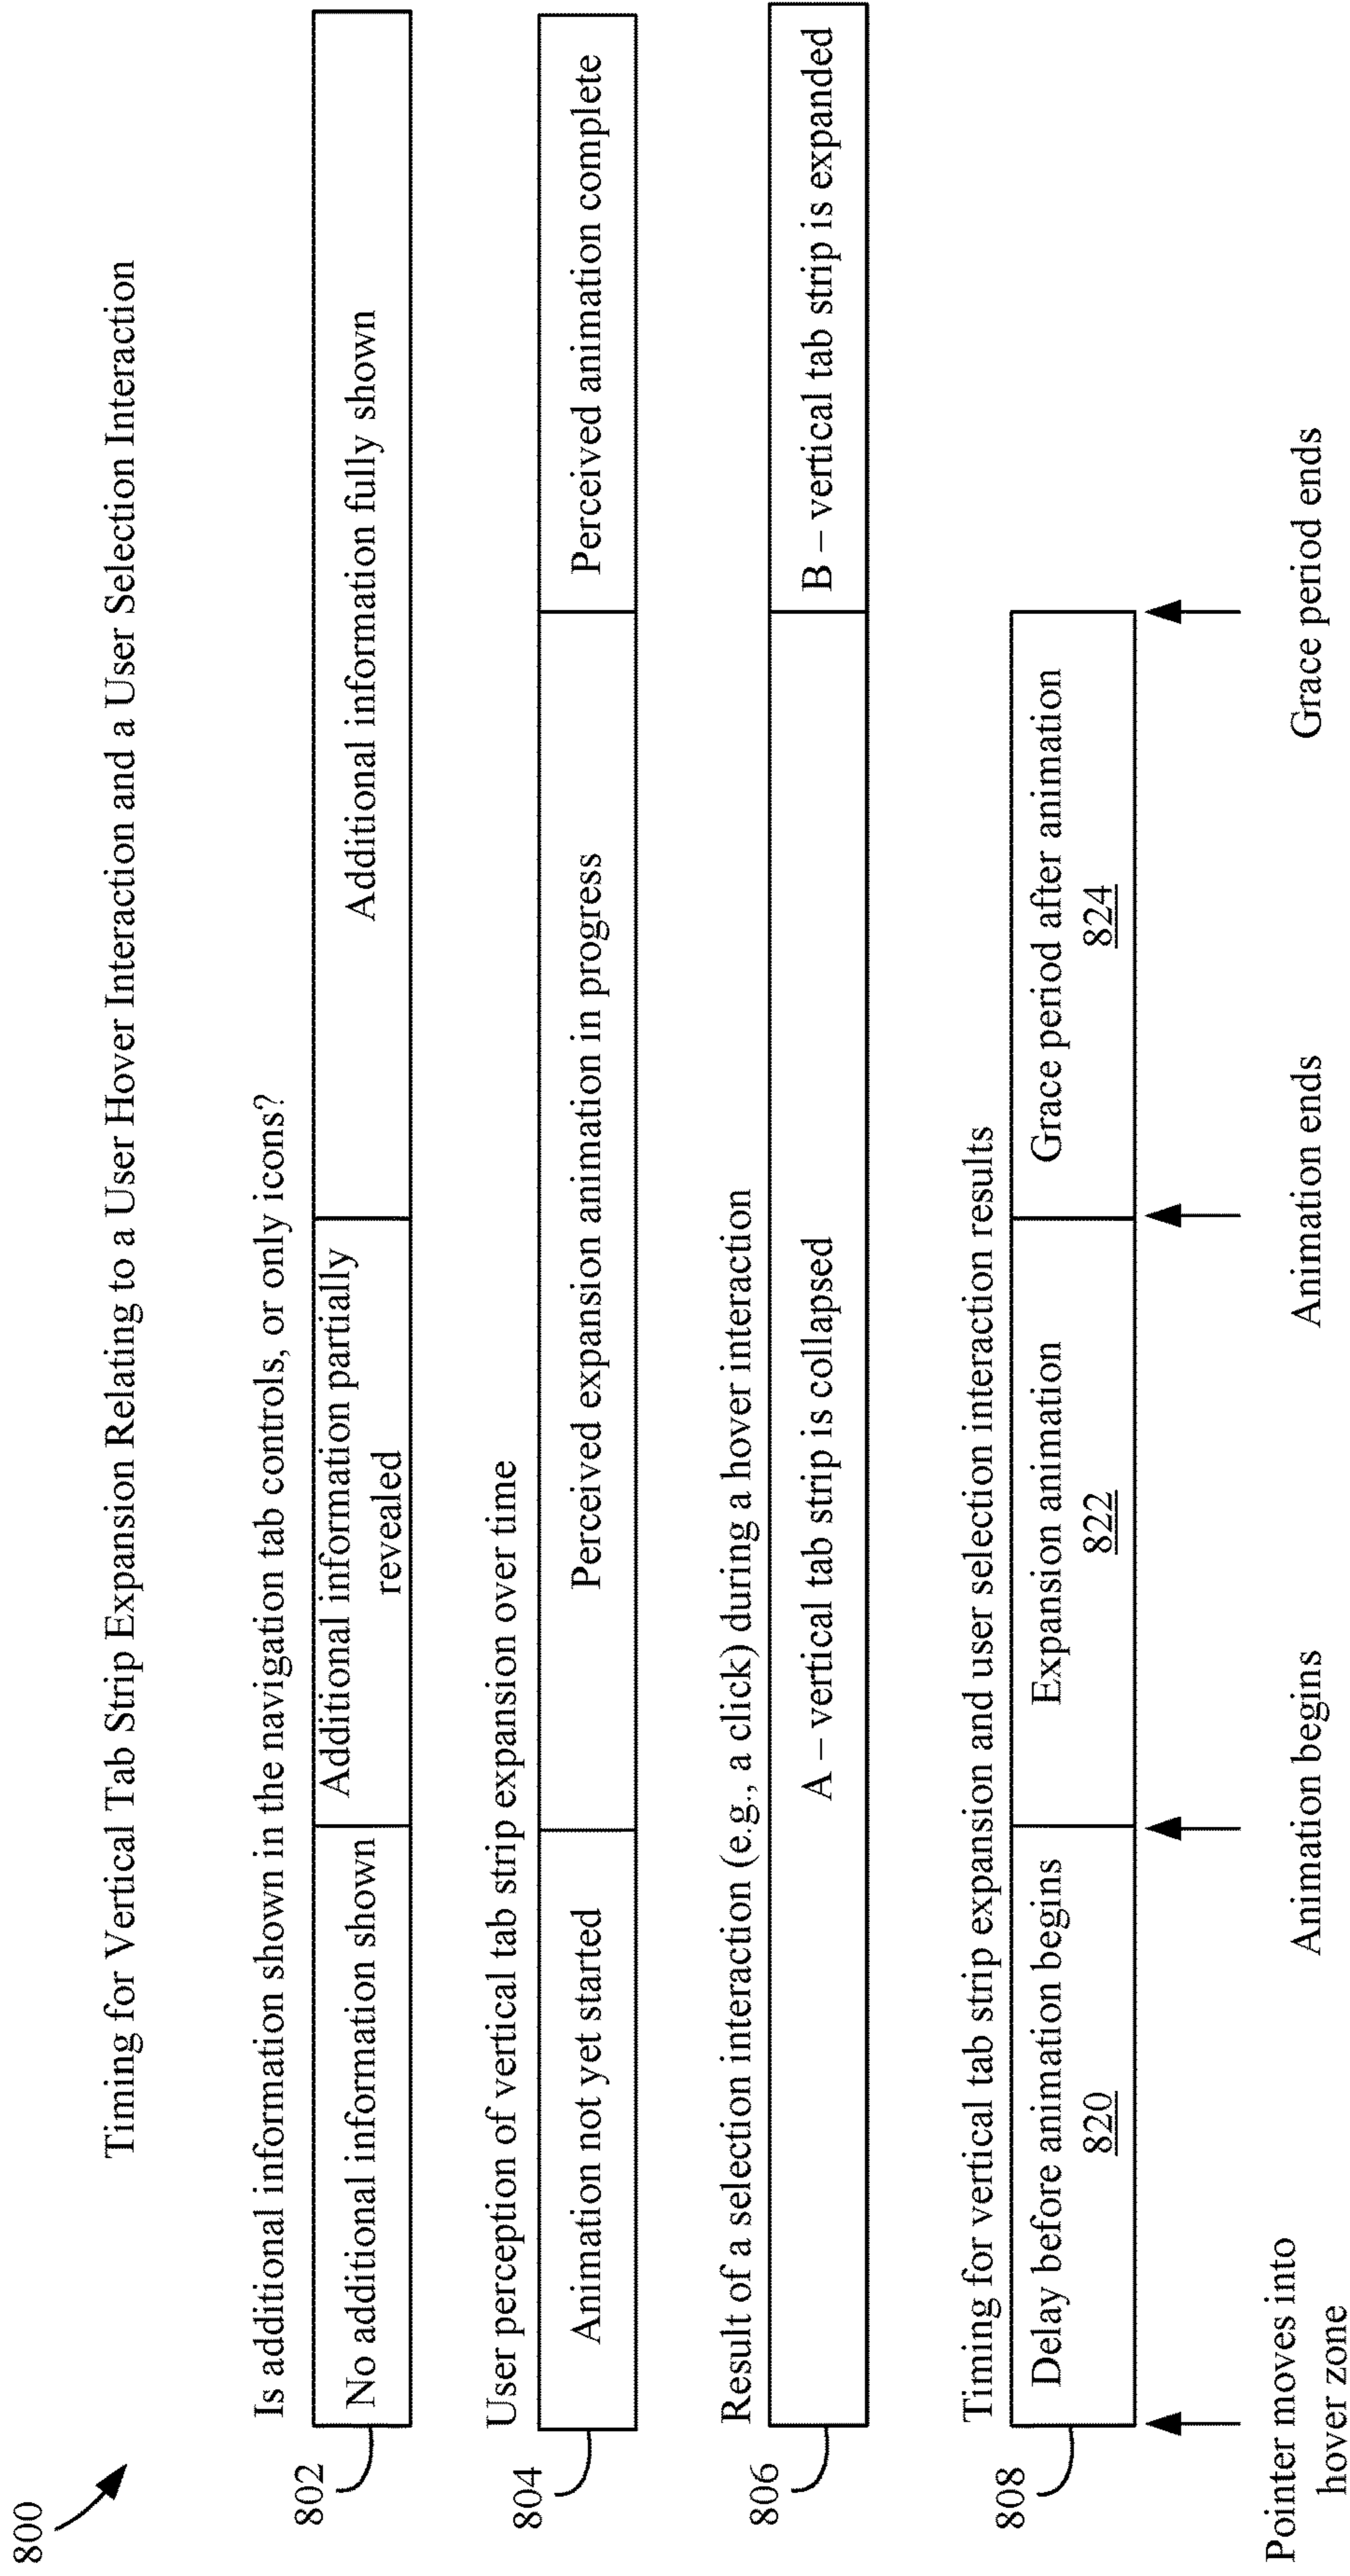 800
Timing for Vertical Tab Strip Expansion Relating to a User Hover Interaction and a User Selection Interaction
Is additional information shown in the navigation tab controls, or only icons?
802
No additional information shown
Additional information partially
revealed
Additional information fully shown
User perception of vertical tab strip expansion over time
804
Animation not yet started
Perceived expansion animation in progress
Perceived animation complete
Result of a selection interaction (e.g., a click) during a hover interaction
806
A – vertical tab strip is collapsed
B – vertical tab strip is expanded
Timing for vertical tab strip expansion and user selection interaction results
808
Delay before animation begins
820
Expansion animation
822
Grace period after animation
824
Pointer moves into
hover zone
Animation begins
Animation ends
Grace period ends